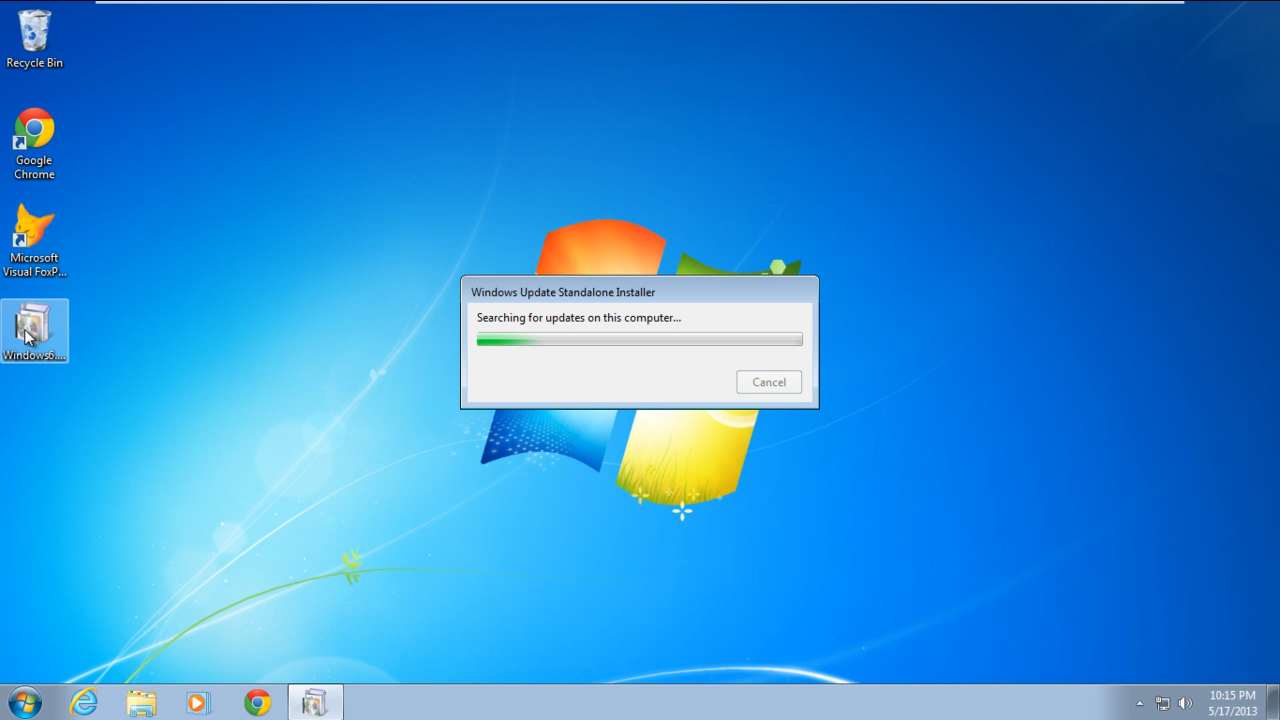 Recycle Bin
Google
Chrome
Microsoft
Visual FoxP...
Windows6....
Windows Update Standalone Installer
Searching for updates on this computer...
Cancel
10:15 PM
5/17/2013